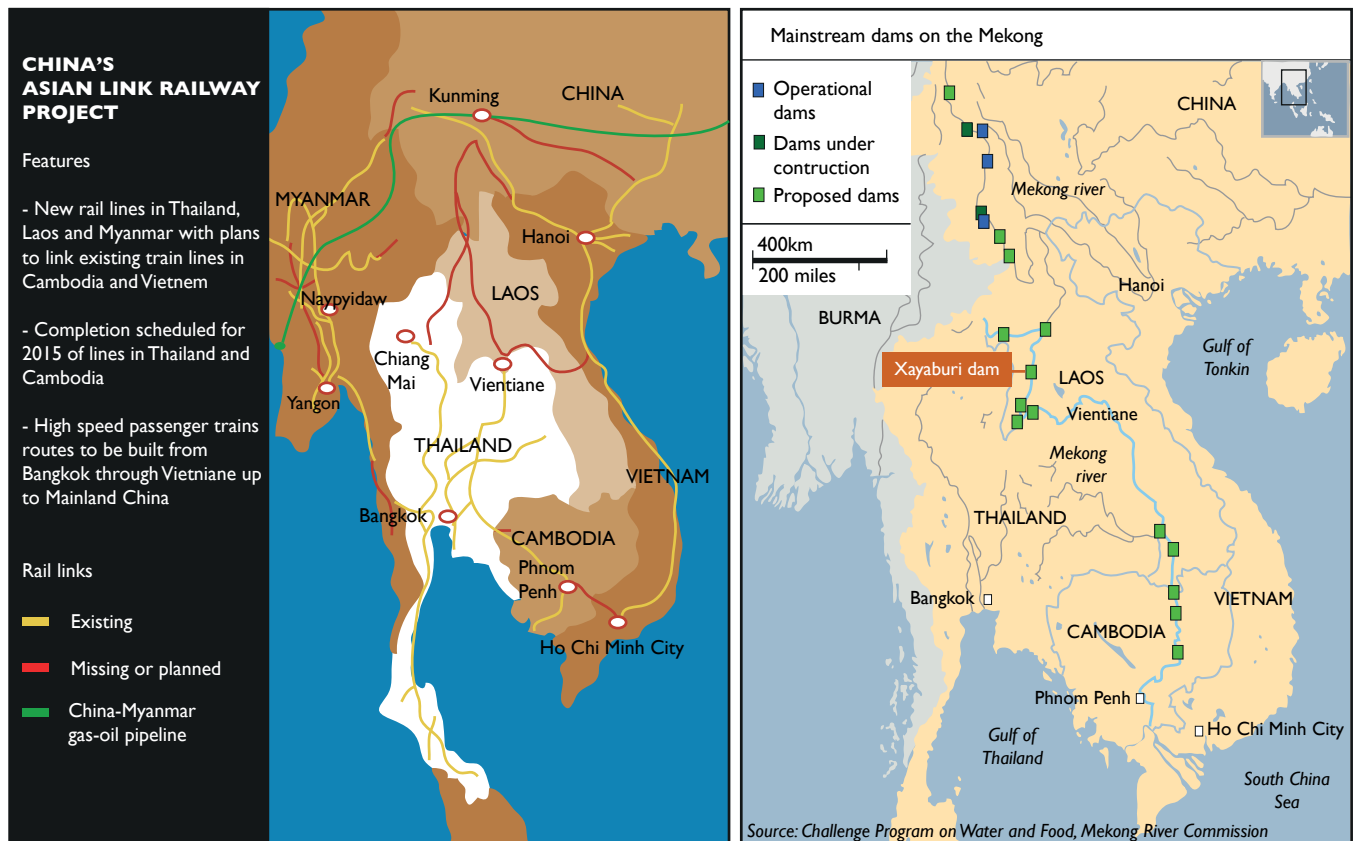 CHINA'S
ASIAN LINK RAILWAY
PROJECT
Features
- New rail lines in Thailand,
Laos and Myanmar with plans
to link existing train lines in
Cambodia and Vietnem
- Completion scheduled for
2015 of lines in Thailand and
Cambodia
- High speed passenger trains
routes to be built from
Bangkok through Vietniane up
to Mainland China
Rail links
Existing
Missing or planned
China-Myanmar
gas-oil pipeline
Kunming
CHINA
MYANMAR
Hanoi
LAOS
Naypyidaw
Chiang
Mai
Vientiane
Yangon
THAILAND
VIETNAM
Bangkok
CAMBODIA
Phnom
Penh
Ho Chi Minh City
Mainstream dams on the Mekong
Operational
dams
Dams under
contruction
Proposed dams
400km
200 miles
CHINA
Mekong river
Hanoi
BURMA
Gulf of
Tonkin
Xayaburi dam
LAOS
Vientiane
Mekong
river
THAILAND
Bangkok
VIETNAM
CAMBODIA
Phnom Penh
Ho Chi Minh City
Gulf of
Thailand
South China
Sea
Source: Challenge Program on Water and Food, Mekong River Commission